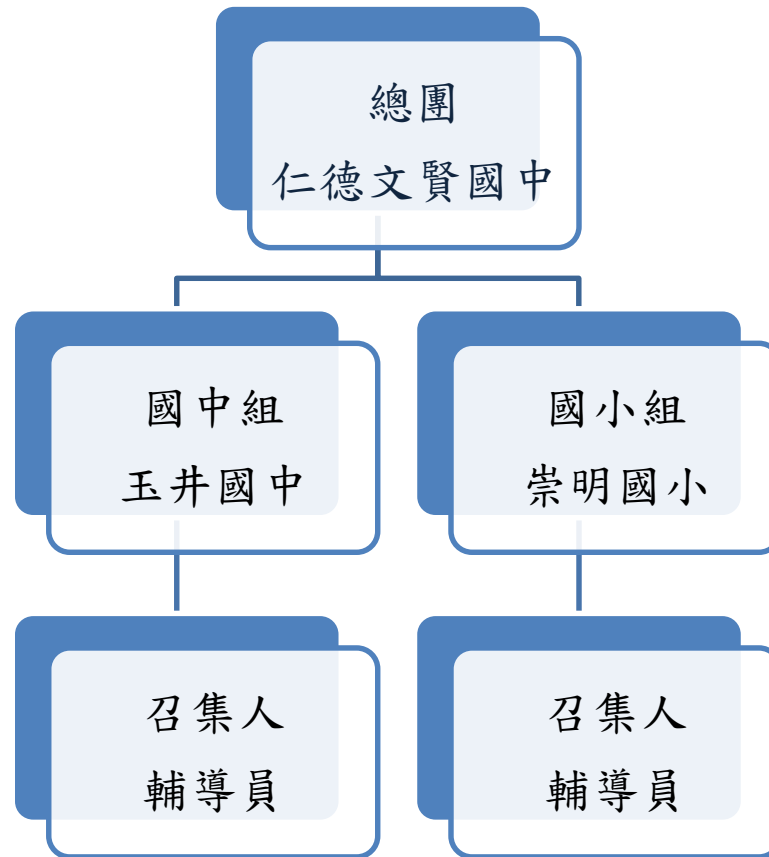 總團
仁德文賢國中
國中組
玉井國中
國小組
崇明國小
召集人
輔導員
召集人
輔導員